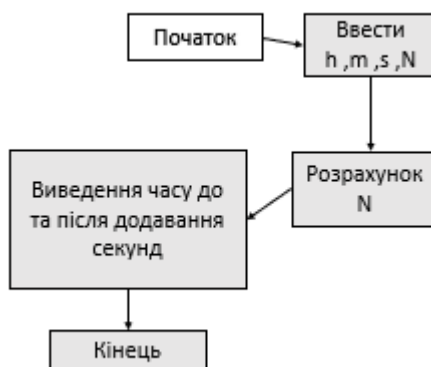 Початок
Ввести
h ,m ,s ,N
Розрахунок
N
Виведення часу до
та після додавання
секунд
Кінець